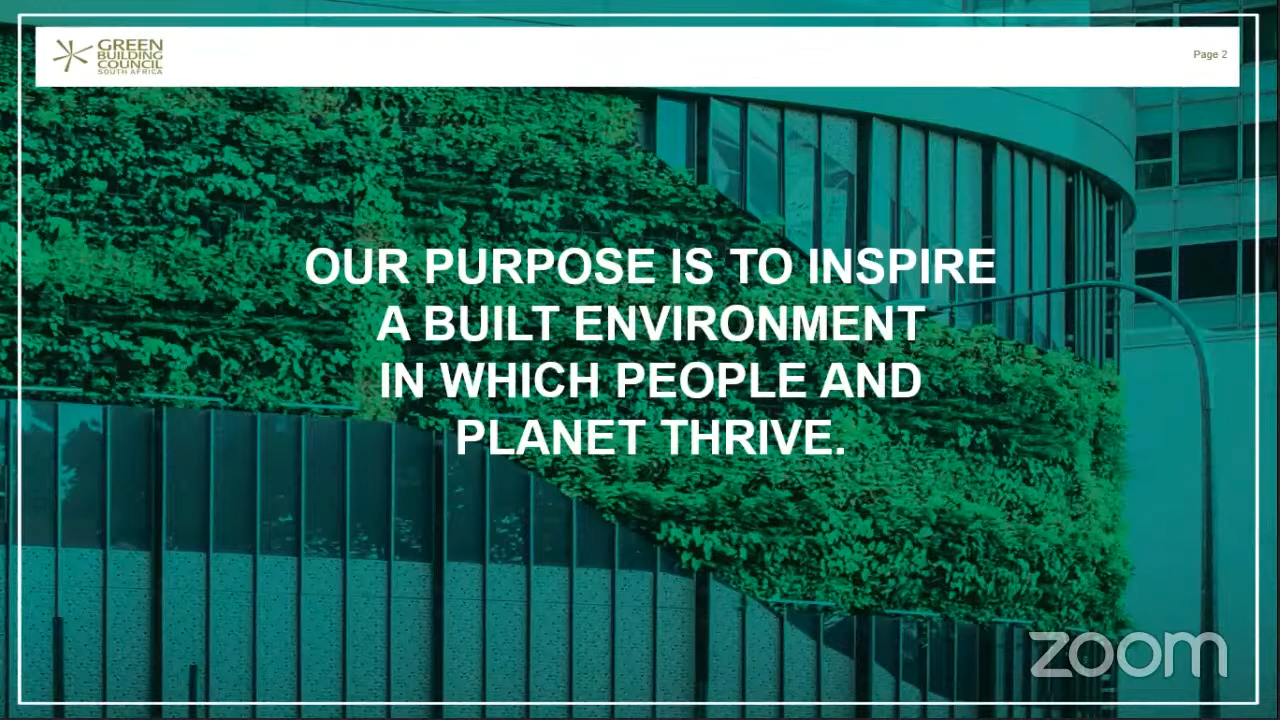 GREEN
BUILDING
COUNCIL
SOUTH AFRICA
Page 2
OUR PURPOSE IS TO INSPIRE
A BUILT ENVIRONMENT
IN WHICH PEOPLE AND
PLANET THRIVE.
zoom